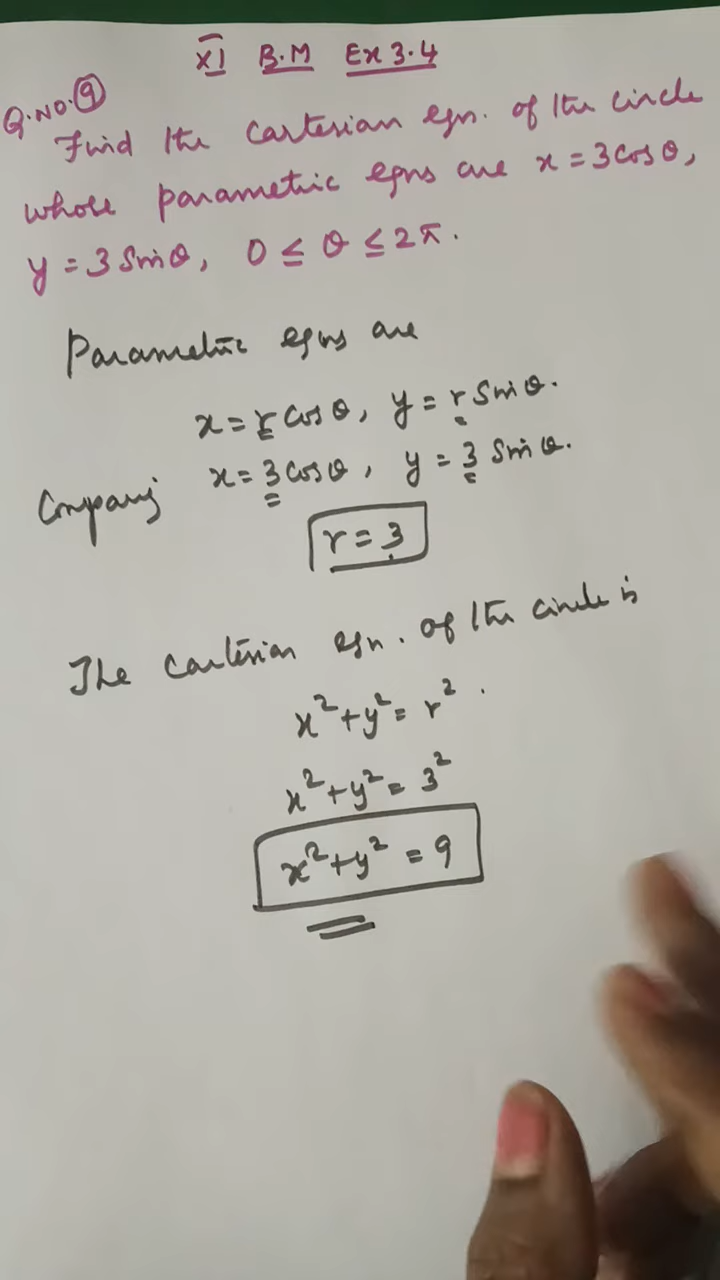 XI B.M Ex 3.4
Q.NO.⑨
Find the Cartesian eqn. of the circle
whose parametric eqns are x = 3 cos θ,
y = 3 Sin θ, 0 ≤ θ ≤ 2π.
Parametric eqns are
x = r cos θ, y = r Sin θ.
Comparing x = 3 cos θ, y = 3 Sin θ.
r = 3
The Cartesian eqn. of the circle is
x² + y² = r².
x² + y² = 3²
x² + y² = 9